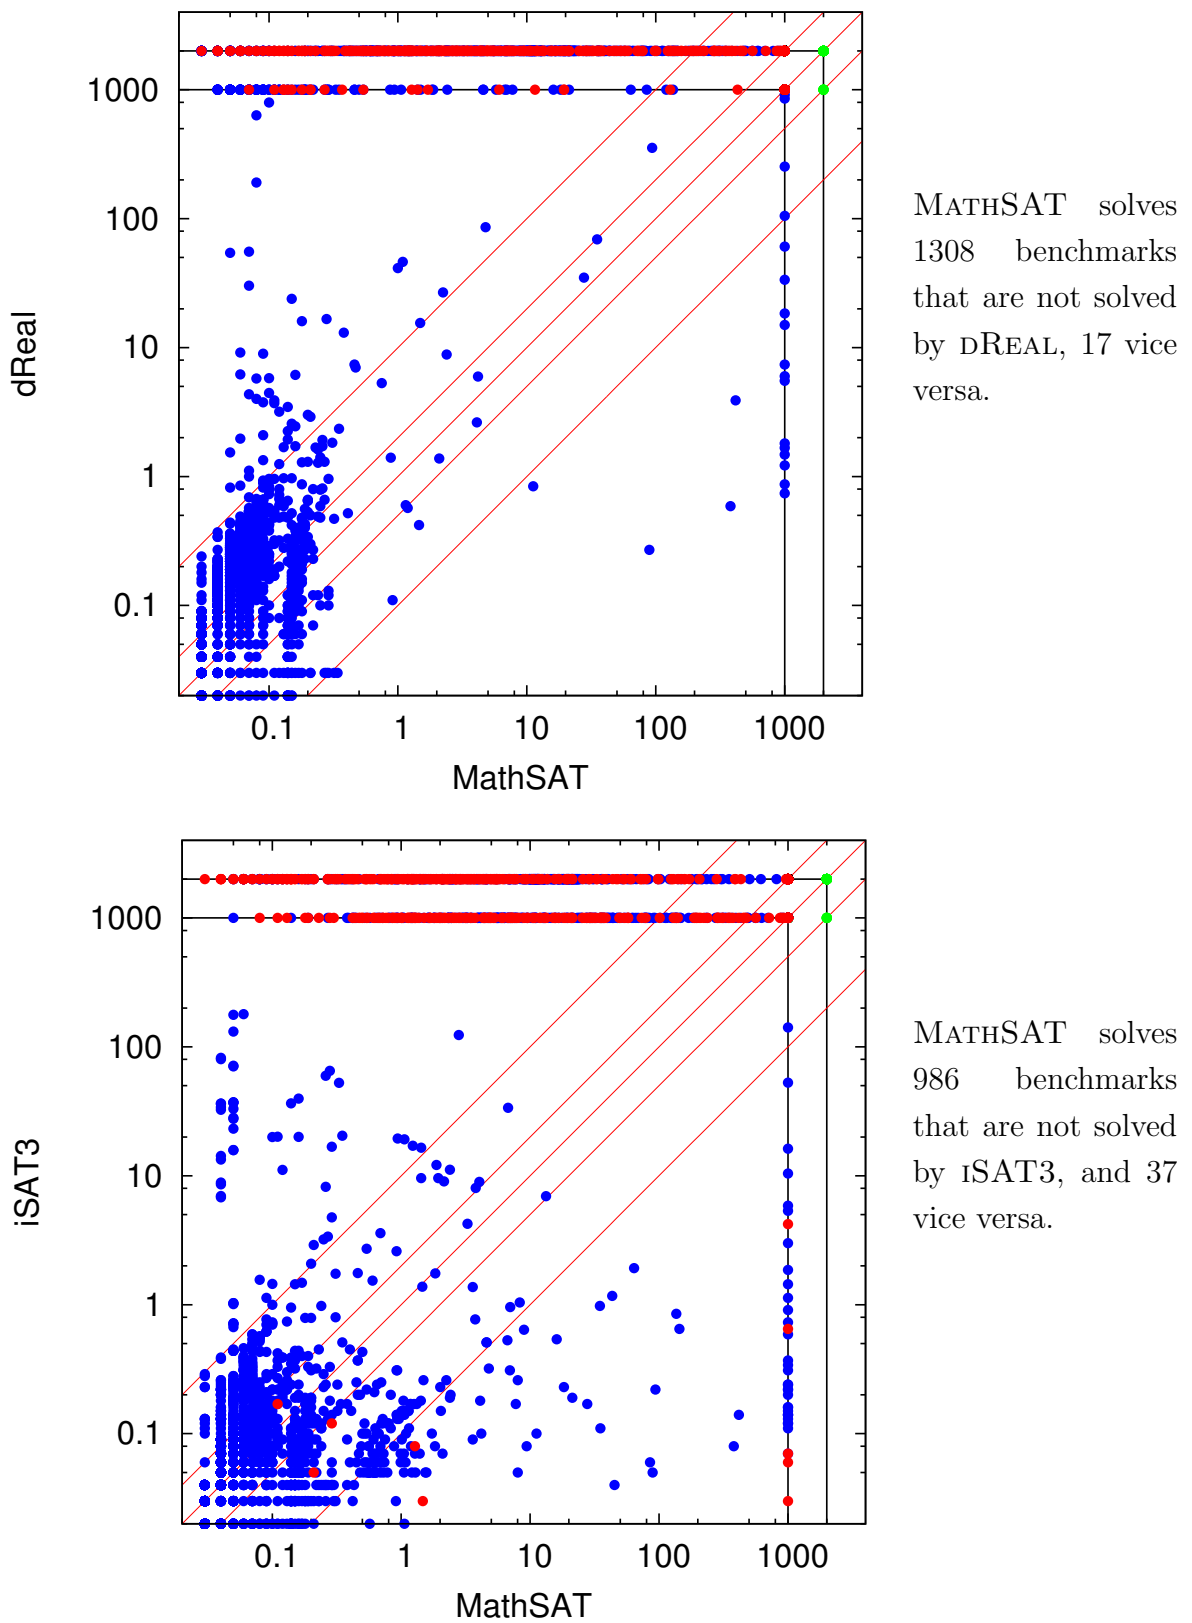 1000
100
10
1
0.1
dReal
0.1 1 10 100 1000
MathSAT
MATHSAT solves
1308 benchmarks
that are not solved
by DREAL, 17 vice
versa.
1000
100
10
1
0.1
iSAT3
0.1 1 10 100 1000
MathSAT
MATHSAT solves
986 benchmarks
that are not solved
by ISAT3, and 37
vice versa.